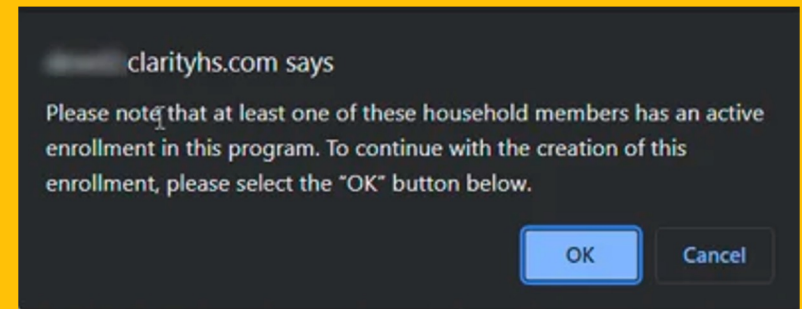 clarityhs.com says
Please note that at least one of these household members has an active
enrollment in this program. To continue with the creation of this
enrollment, please select the “OK” button below.
OK
Cancel